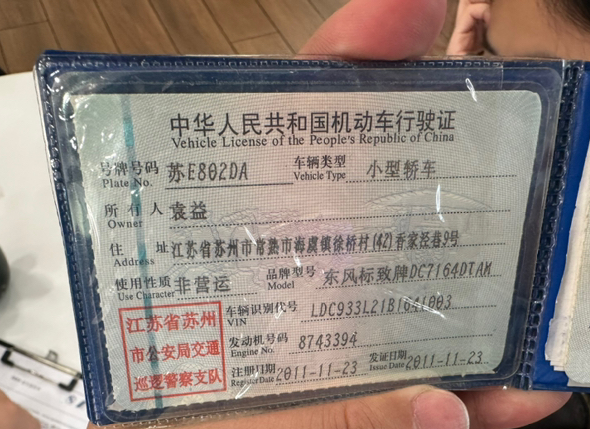 中华人民共和国机动车行驶证
Vehicle License of the People's Republic of China
号牌号码 苏E802DA 车辆类型 小型轿车
Plate No. Vehicle Type
所有人 袁益
Owner
住址 江苏省苏州市常熟市海虞镇徐桥村(42)香家泾巷9号
Address
使用性质 非营运 品牌型号 东风标致牌DC7164DTAM
Use Character Model
江苏省苏州
市公安局交通
巡逻警察支队
车辆识别代号 LDC933L21B1641003
VIN
发动机号码 8743394
Engine No.
注册日期 2011-11-23 发证日期 2011-11-23
Register Date Issue Date